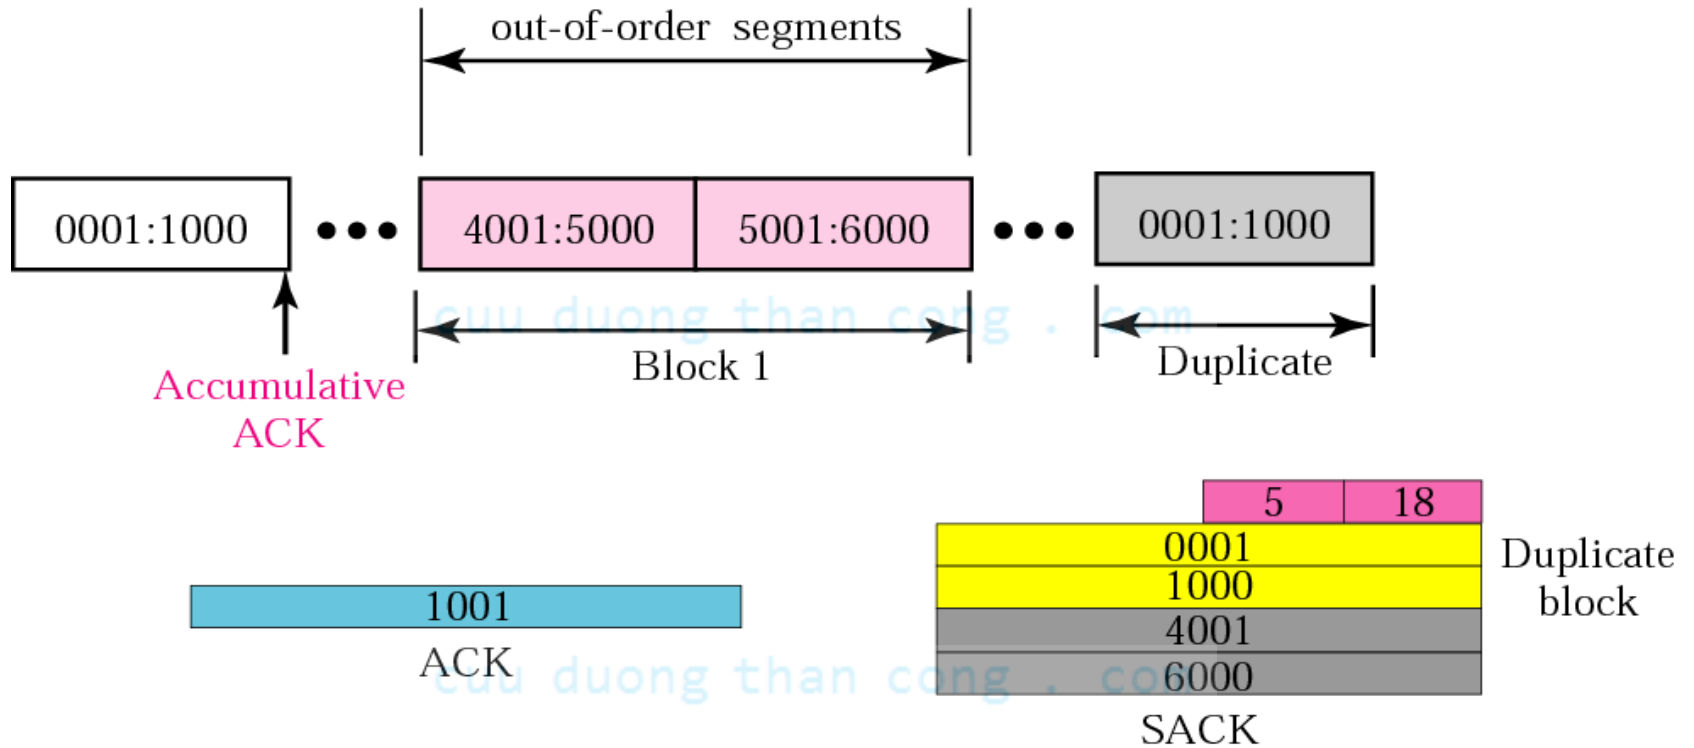 out-of-order segments
0001:1000
4001:5000
5001:6000
0001:1000
cuu duong than cong . com
Block 1
Duplicate
Accumulative
ACK
5
18
0001
1000
4001
6000
Duplicate
block
1001
ACK
cuu duong than cong . com
SACK